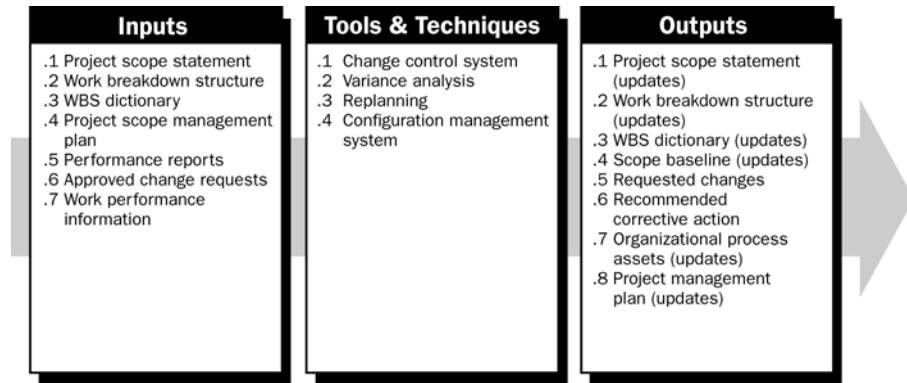 Inputs
.1 Project scope statement
.2 Work breakdown structure
.3 WBS dictionary
.4 Project scope management
plan
.5 Performance reports
.6 Approved change requests
.7 Work performance
information
Tools & Techniques
.1 Change control system
.2 Variance analysis
.3 Replanning
.4 Configuration management
system
Outputs
.1 Project scope statement
(updates)
.2 Work breakdown structure
(updates)
.3 WBS dictionary (updates)
.4 Scope baseline (updates)
.5 Requested changes
.6 Recommended
corrective action
.7 Organizational process
assets (updates)
.8 Project management
plan (updates)